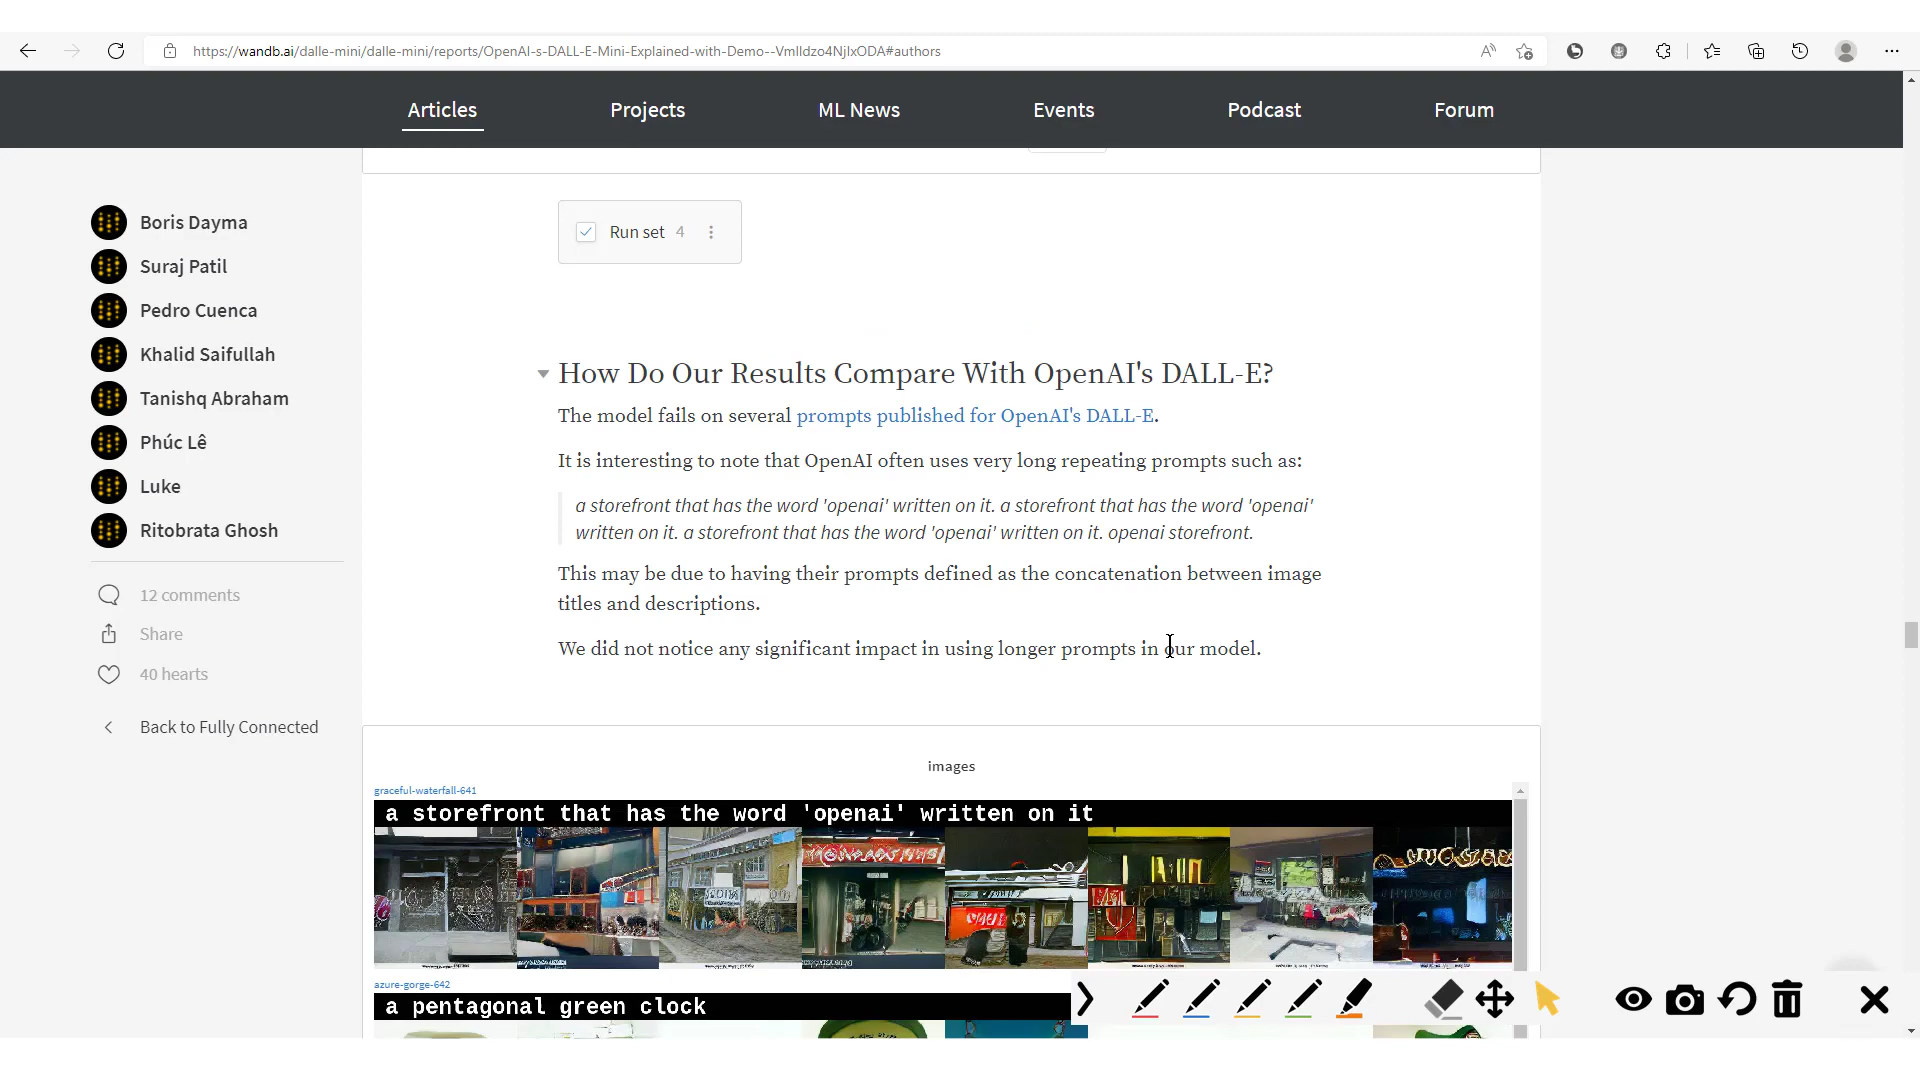 https://wandb.ai/dalle-mini/dalle-mini/reports/OpenAI-s-DALL-E-Mini-Explained-with-Demo--Vmlldzo4NjIxODA#authors
Articles Projects ML News Events Podcast Forum
Boris Dayma
Suraj Patil
Pedro Cuenca
Khalid Saifullah
Tanishq Abraham
Phúc Lê
Luke
Ritobrata Ghosh
12 comments
Share
40 hearts
Back to Fully Connected
Run set 4
How Do Our Results Compare With OpenAI's DALL-E?
The model fails on several prompts published for OpenAI's DALL-E.
It is interesting to note that OpenAI often uses very long repeating prompts such as:
a storefront that has the word 'openai' written on it. a storefront that has the word 'openai'
written on it. a storefront that has the word 'openai' written on it. openai storefront.
This may be due to having their prompts defined as the concatenation between image
titles and descriptions.
We did not notice any significant impact in using longer prompts in our model.
images
graceful-waterfall-641
a storefront that has the word 'openai' written on it
azure-gorge-642
a pentagonal green clock